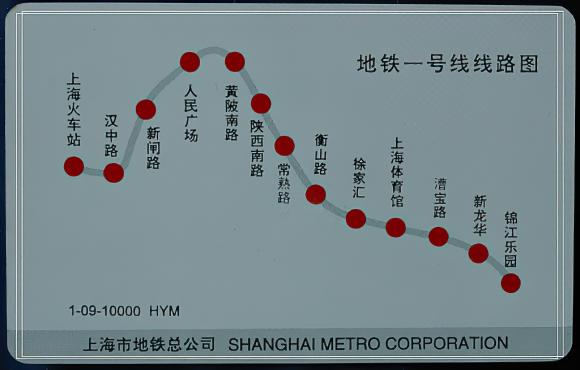 地铁一号线线路图
上海火车站
汉中路
新闸路
人民广场
黄陂南路
陕西南路
常熟路
衡山路
徐家汇
上海体育馆
漕宝路
新龙华
锦江乐园
1-09-10000 HYM
上海市地铁总公司 SHANGHAI METRO CORPORATION